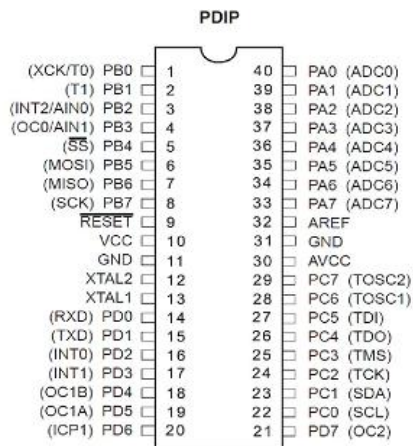 PDIP
(XCK/T0) PB0 1 40 PA0 (ADC0)
(T1) PB1 2 39 PA1 (ADC1)
(INT2/AIN0) PB2 3 38 PA2 (ADC2)
(OC0/AIN1) PB3 4 37 PA3 (ADC3)
(SS) PB4 5 36 PA4 (ADC4)
(MOSI) PB5 6 35 PA5 (ADC5)
(MISO) PB6 7 34 PA6 (ADC6)
(SCK) PB7 8 33 PA7 (ADC7)
RESET 9 32 AREF
VCC 10 31 GND
GND 11 30 AVCC
XTAL2 12 29 PC7 (TOSC2)
XTAL1 13 28 PC6 (TOSC1)
(RXD) PD0 14 27 PC5 (TDI)
(TXD) PD1 15 26 PC4 (TDO)
(INT0) PD2 16 25 PC3 (TMS)
(INT1) PD3 17 24 PC2 (TCK)
(OC1B) PD4 18 23 PC1 (SDA)
(OC1A) PD5 19 22 PC0 (SCL)
(ICP1) PD6 20 21 PD7 (OC2)